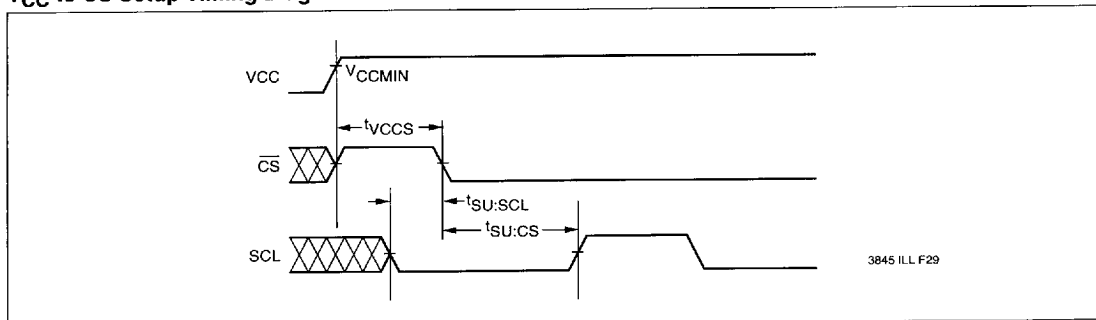 VCC
VCCMIN
tVCCS
CS
tSU:SCL
tSU:CS
SCL
3845 ILL F29